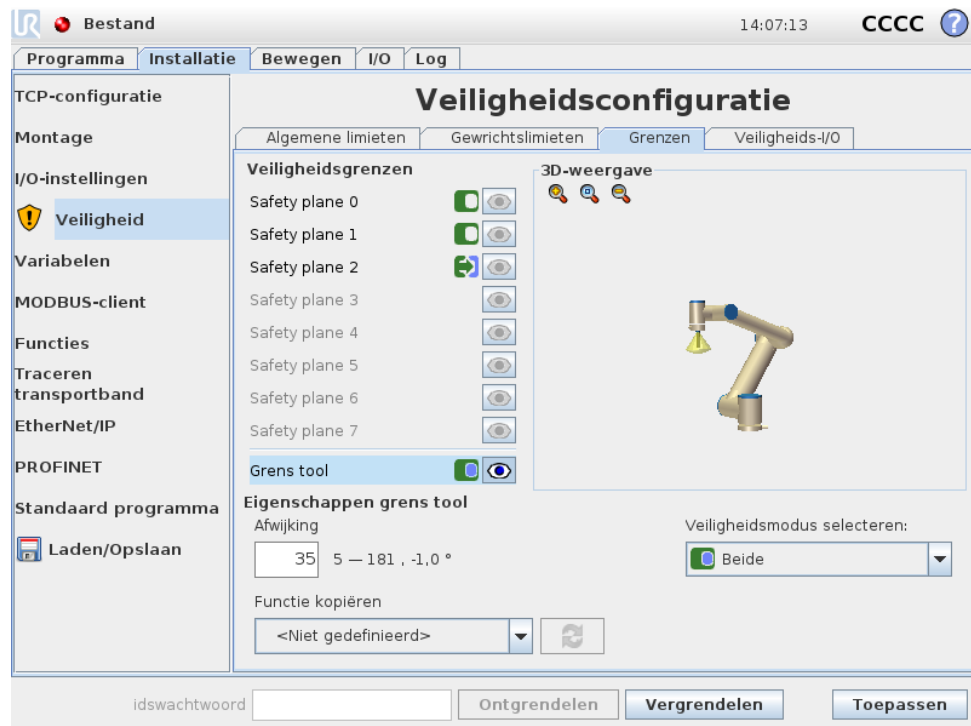 UR Bestand 14:07:13 CCCC ?
Programma Installatie Bewegen I/O Log
TCP-configuratie
Montage
I/O-instellingen
Veiligheid
Variabelen
MODBUS-client
Functies
Traceren
transportband
EtherNet/IP
PROFINET
Standaard programma
Laden/Opslaan
Veiligheidsconfiguratie
Algemene limieten Gewrichtslimieten Grenzen Veiligheids-I/O
Veiligheidsgrenzen
Safety plane 0
Safety plane 1
Safety plane 2
Safety plane 3
Safety plane 4
Safety plane 5
Safety plane 6
Safety plane 7
Grens tool
3D-weergave
Eigenschappen grens tool
Afwijking
35 5 — 181 , -1,0 °
Veiligheidsmodus selecteren:
Beide
Functie kopiëren
<Niet gedefinieerd>
idswachtwoord Ontgrendelen Vergrendelen Toepassen